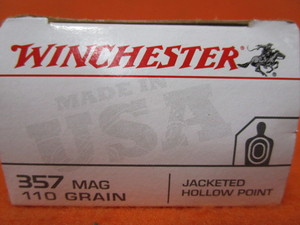 WINCHESTER
MADE IN
USA
357 MAG
110 GRAIN
JACKETED
HOLLOW POINT